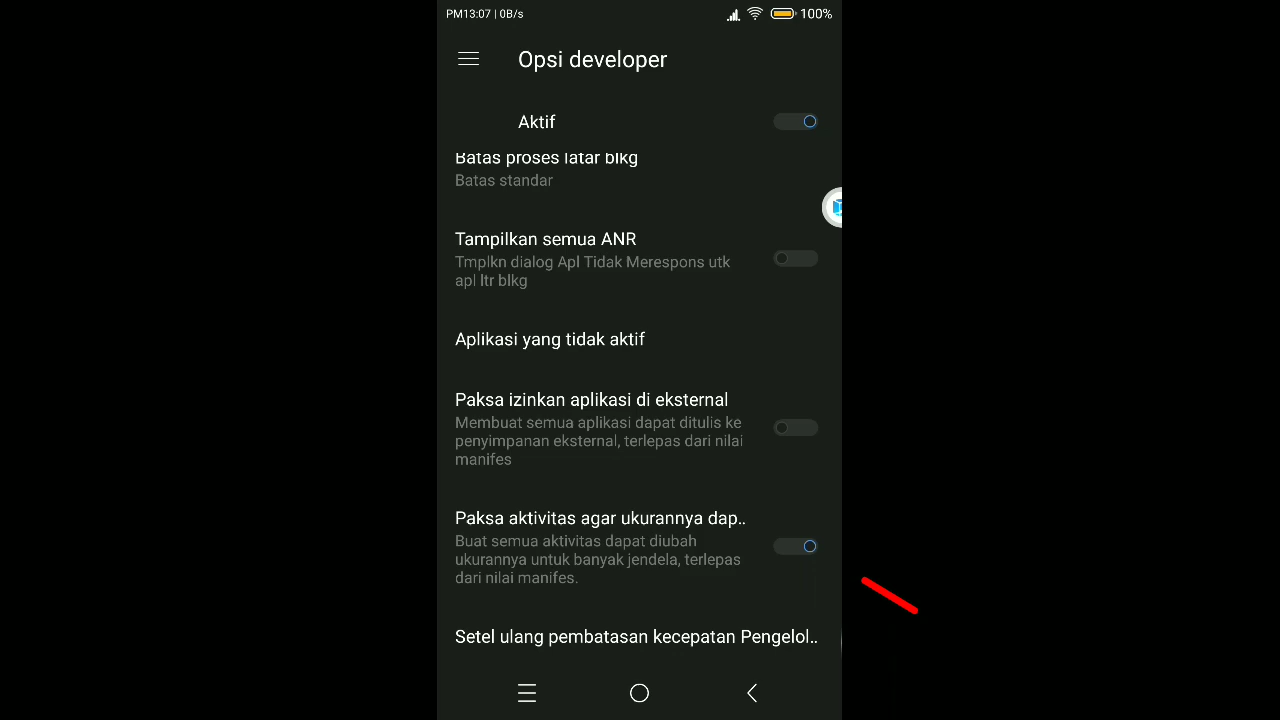 PM13:07 | 0B/s 100%
Opsi developer
Aktif
Batas proses latar blkg
Batas standar
Tampilkan semua ANR
Tmplkn dialog Apl Tidak Merespons utk
apl ltr blkg
Aplikasi yang tidak aktif
Paksa izinkan aplikasi di eksternal
Membuat semua aplikasi dapat ditulis ke
penyimpanan eksternal, terlepas dari nilai
manifes
Paksa aktivitas agar ukurannya dap..
Buat semua aktivitas dapat diubah
ukurannya untuk banyak jendela, terlepas
dari nilai manifes.
Setel ulang pembatasan kecepatan Pengelol..